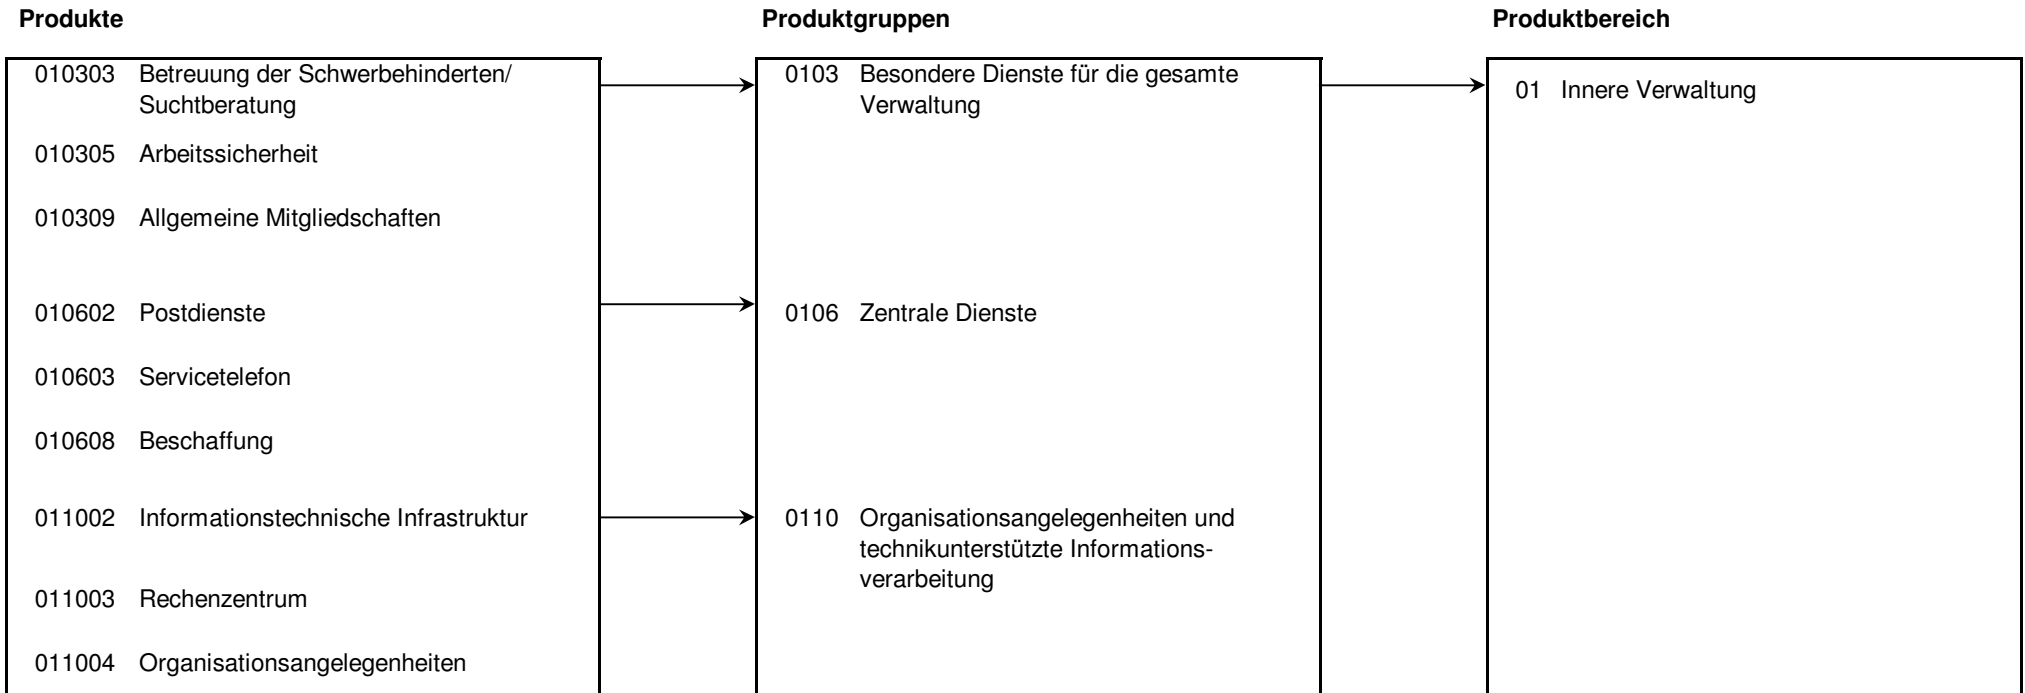 Produkte
Produktgruppen
Produktbereich
010303 Betreuung der Schwerbehinderten/
Suchtberatung
010305 Arbeitssicherheit
010309 Allgemeine Mitgliedschaften
010602 Postdienste
010603 Servicetelefon
010608 Beschaffung
011002 Informationstechnische Infrastruktur
011003 Rechenzentrum
011004 Organisationsangelegenheiten
0103 Besondere Dienste für die gesamte
Verwaltung
0106 Zentrale Dienste
0110 Organisationsangelegenheiten und
technikunterstützte Informations-
verarbeitung
01 Innere Verwaltung